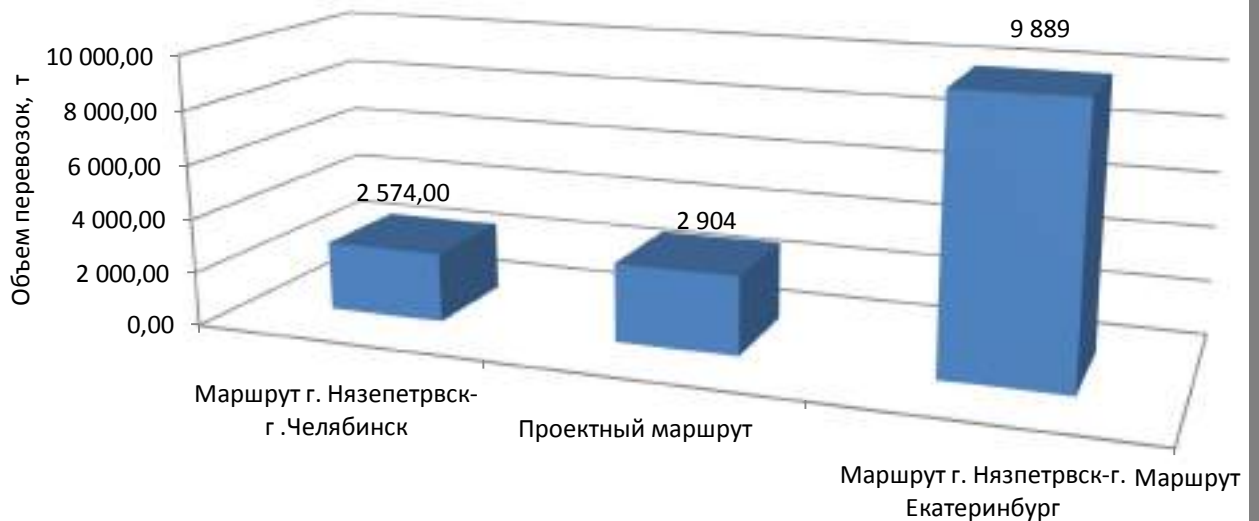 Объем перевозок, т
10 000,00
8 000,00
6 000,00
4 000,00
2 000,00
0,00
2 574,00
2 904
9 889
Маршрут г. Нязепетрвск-
г .Челябинск
Проектный маршрут
Маршрут г. Нязпетрвск-г.
Екатеринбург
Маршрут